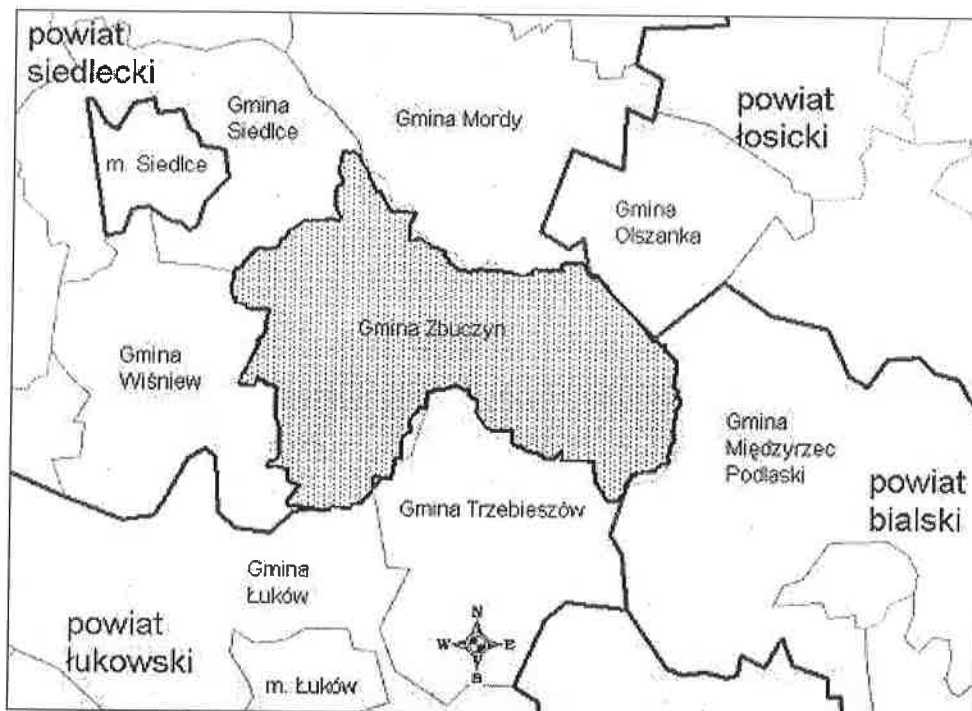 powiat
siedlecki
Gmina
Siedlce
m. Siedlce
Gmina Mordy
powiat
łosicki
Gmina
Olszanka
Gmina Zbuczyn
Gmina
Wiśniew
Gmina
Międzyrzec
Podlaski
powiat
bialski
Gmina Trzebieszów
Gmina
Łuków
powiat
łukowski
m. Łuków
N
W
E
S